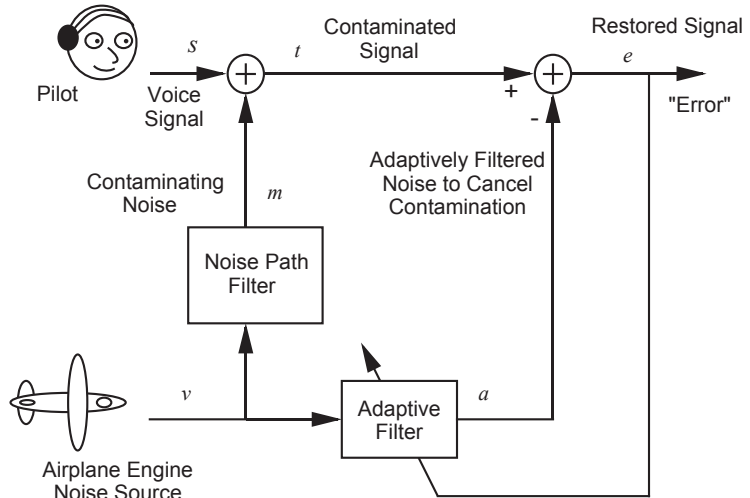 Contaminated
Signal
Restored Signal
s
t
e
+
+
+
-
Pilot
Voice
Signal
"Error"
Adaptively Filtered
Noise to Cancel
Contamination
Contaminating
Noise
m
Noise Path
Filter
v
a
Adaptive
Filter
Airplane Engine
Noise Source